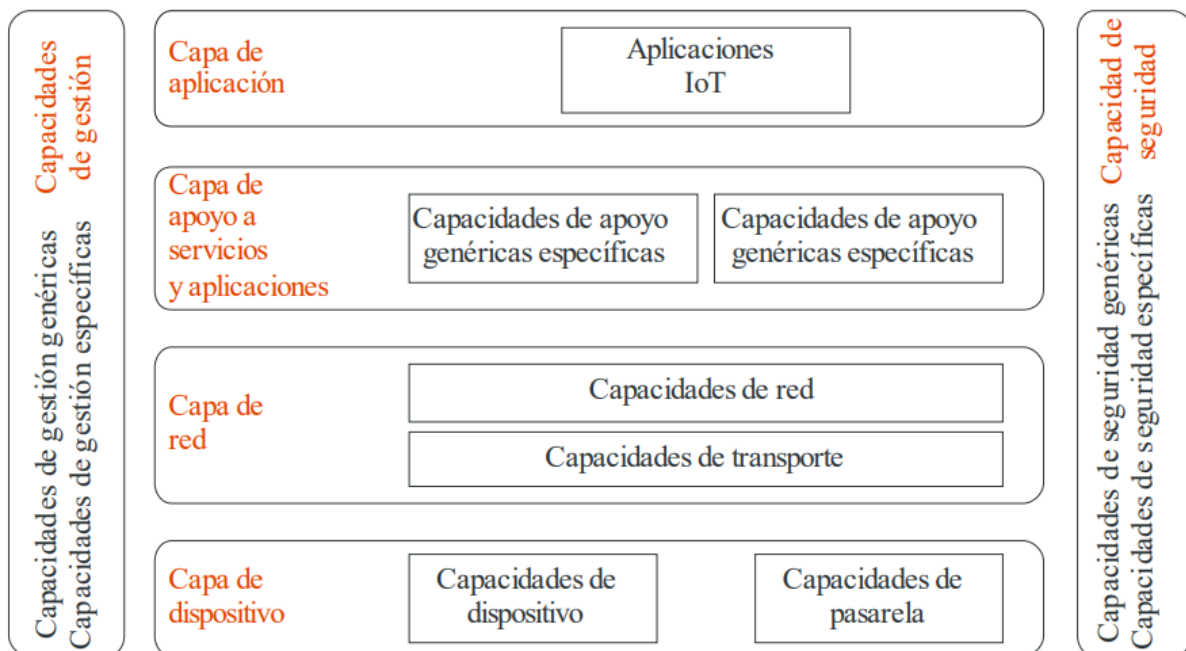 Capacidades
de gestión
Capacidades de gestión genéricas
Capacidades de gestión específicas
Capa de
aplicación
Aplicaciones
IoT
Capa de
apoyo a
servicios
y aplicaciones
Capacidades de apoyo
genéricas específicas
Capacidades de apoyo
genéricas específicas
Capa de
red
Capacidades de red
Capacidades de transporte
Capa de
dispositivo
Capacidades de
dispositivo
Capacidades de
pasarela
Capacidad de
seguridad
Capacidades de seguridad genéricas
Capacidades de seguridad específicas